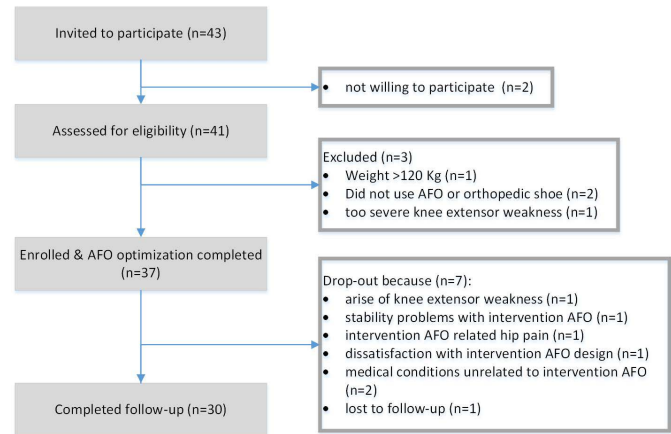 Invited to participate (n=43)
• not willing to participate (n=2)
Assessed for eligibility (n=41)
Excluded (n=3)
• Weight >120 Kg (n=1)
• Did not use AFO or orthopedic shoe (n=2)
• too severe knee extensor weakness (n=1)
Enrolled & AFO optimization completed
(n=37)
Drop-out because (n=7):
• arise of knee extensor weakness (n=1)
• stability problems with intervention AFO (n=1)
• intervention AFO related hip pain (n=1)
• dissatisfaction with intervention AFO design (n=1)
• medical conditions unrelated to intervention AFO
(n=2)
• lost to follow-up (n=1)
Completed follow-up (n=30)